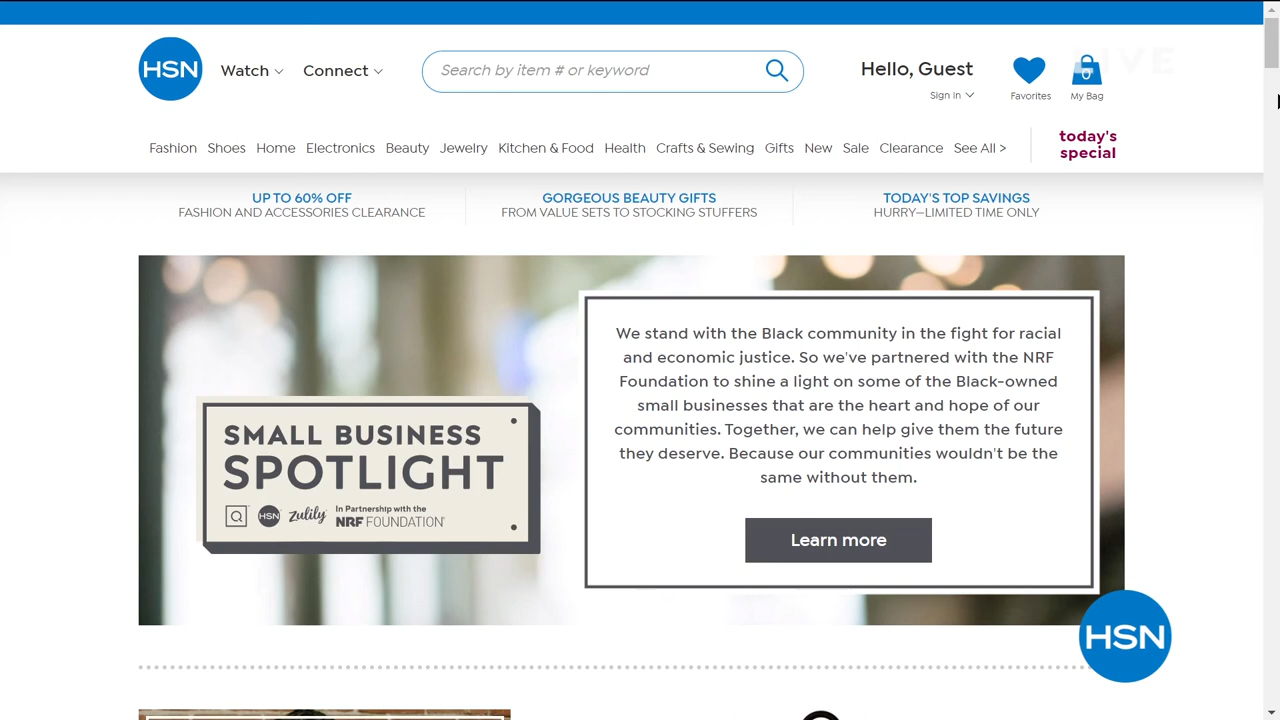 HSN
Watch
Connect
Search by item # or keyword
Hello, Guest
Sign In
Favorites
0
My Bag
LIVE
Fashion Shoes Home Electronics Beauty Jewelry Kitchen & Food Health Crafts & Sewing Gifts New Sale Clearance See All >
today's
special
UP TO 60% OFF
FASHION AND ACCESSORIES CLEARANCE
GORGEOUS BEAUTY GIFTS
FROM VALUE SETS TO STOCKING STUFFERS
TODAY'S TOP SAVINGS
HURRY—LIMITED TIME ONLY
SMALL BUSINESS
SPOTLIGHT
Q HSN zulily
In Partnership with the
NRF FOUNDATION
We stand with the Black community in the fight for racial
and economic justice. So we've partnered with the NRF
Foundation to shine a light on some of the Black-owned
small businesses that are the heart and hope of our
communities. Together, we can help give them the future
they deserve. Because our communities wouldn't be the
same without them.
Learn more
HSN